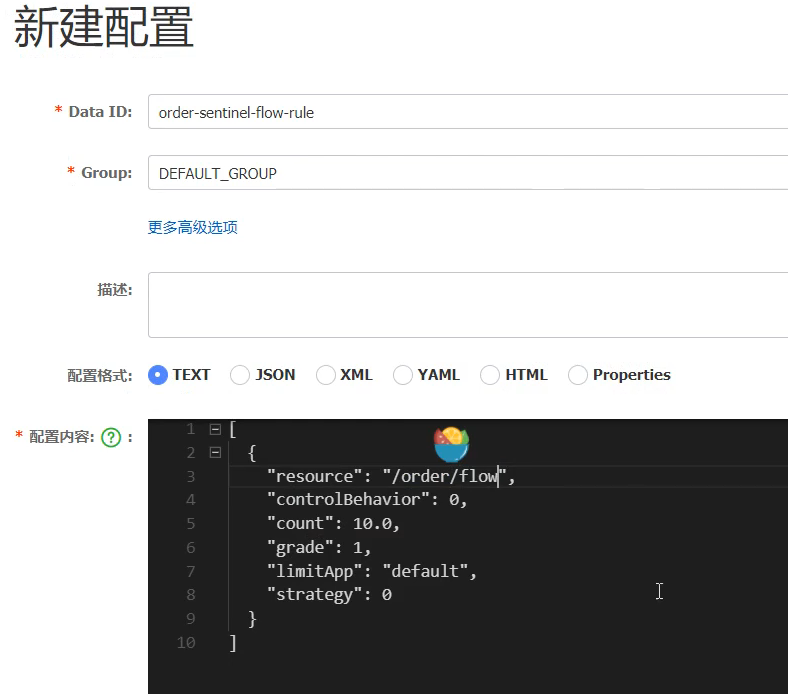 新建配置
* Data ID: order-sentinel-flow-rule
* Group: DEFAULT_GROUP
更多高级选项
描述:
配置格式: TEXT JSON XML YAML HTML Properties
* 配置内容: ? :
1 [
2 {
3 "resource": "/order/flow",
4 "controlBehavior": 0,
5 "count": 10.0,
6 "grade": 1,
7 "limitApp": "default",
8 "strategy": 0
9 }
10 ]